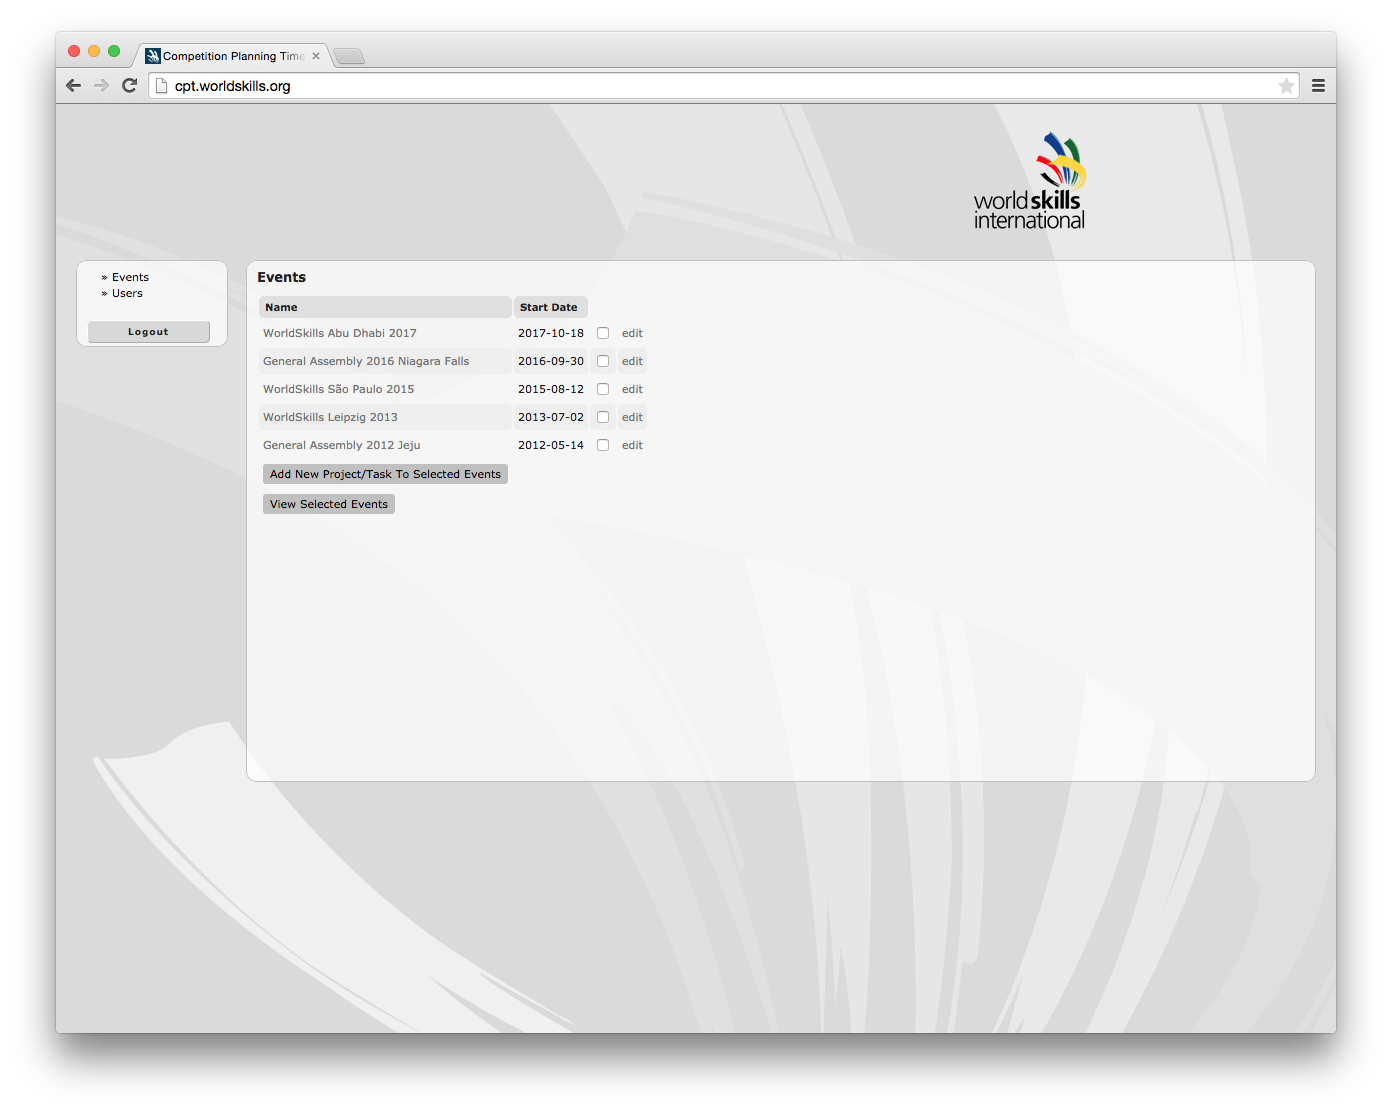 Competition Planning Time
cpt.worldskills.org
world skills
international
» Events
» Users
Logout
Events
Name Start Date
WorldSkills Abu Dhabi 2017 2017-10-18 edit
General Assembly 2016 Niagara Falls 2016-09-30 edit
WorldSkills São Paulo 2015 2015-08-12 edit
WorldSkills Leipzig 2013 2013-07-02 edit
General Assembly 2012 Jeju 2012-05-14 edit
Add New Project/Task To Selected Events
View Selected Events